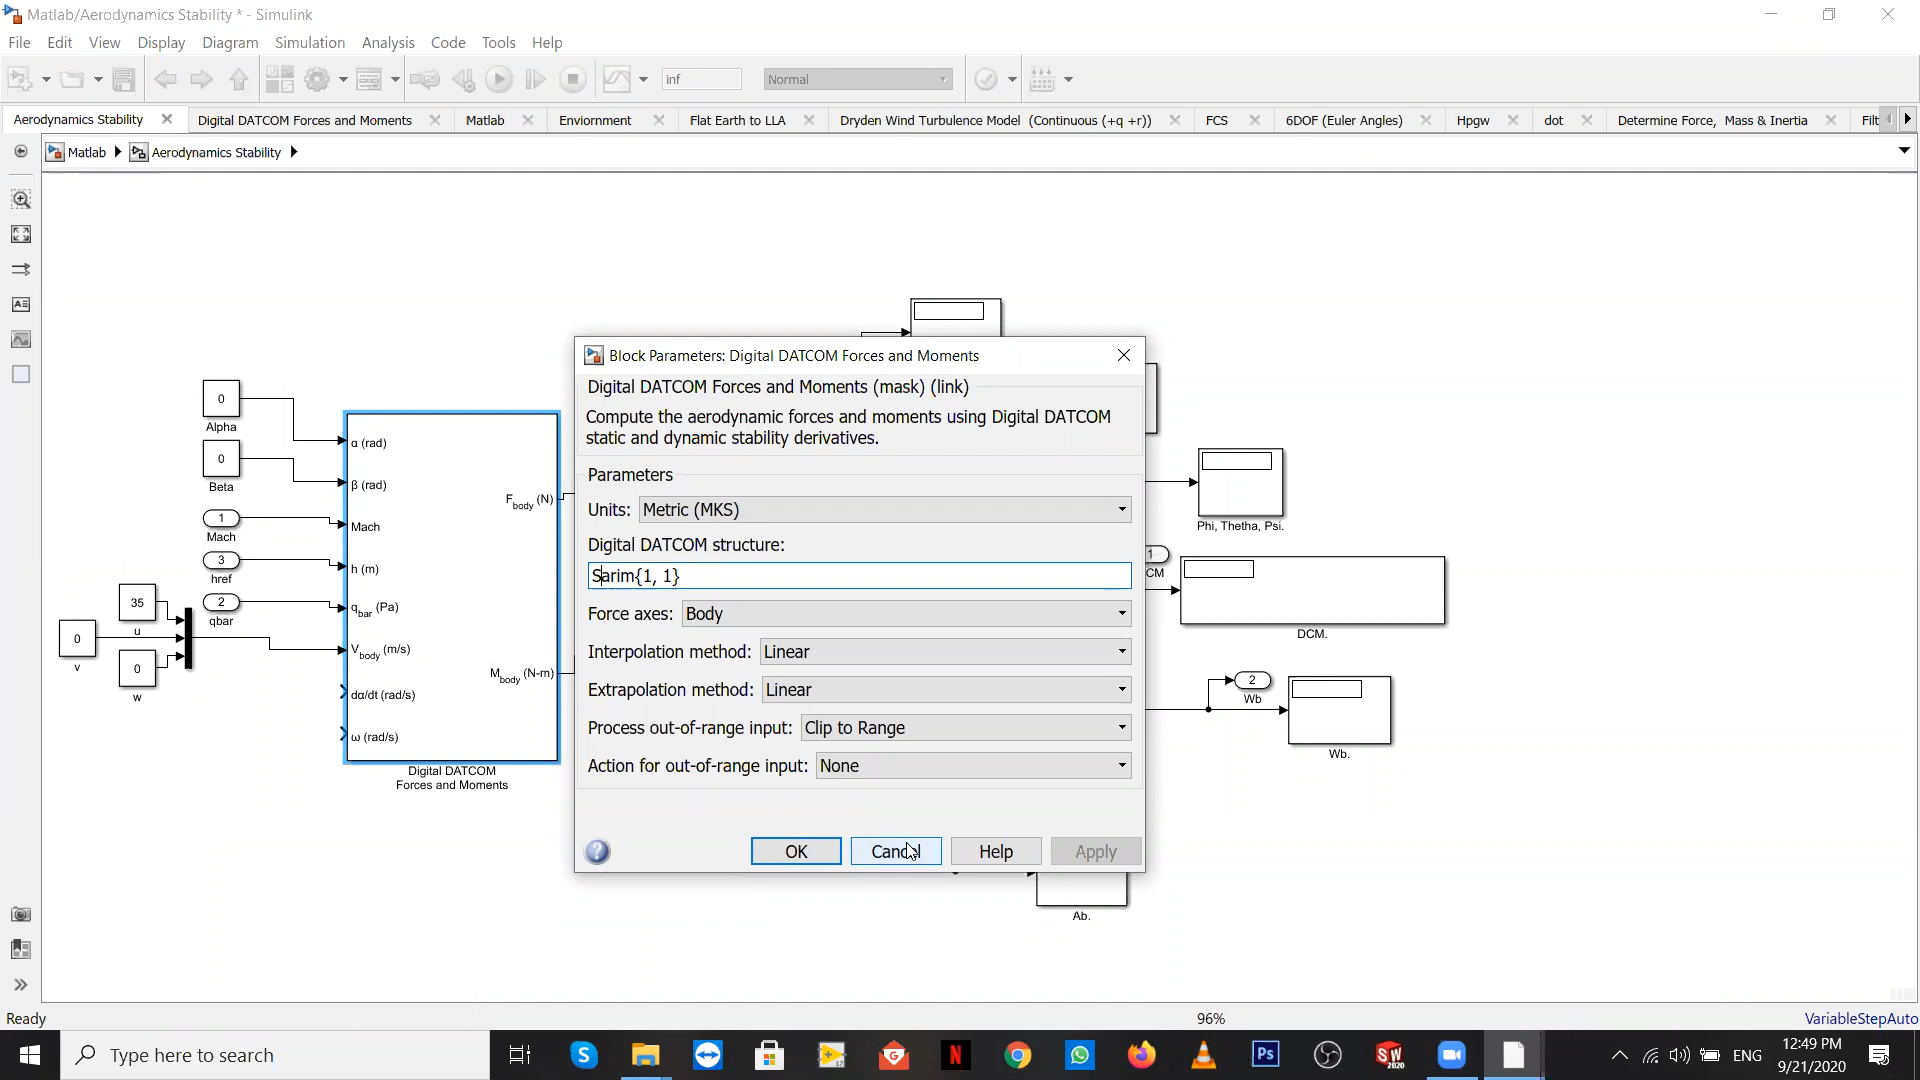 Matlab/Aerodynamics Stability * - Simulink
File Edit View Display Diagram Simulation Analysis Code Tools Help
inf Normal
Aerodynamics Stability Digital DATCOM Forces and Moments Matlab Enviornment Flat Earth to LLA Dryden Wind Turbulence Model (Continuous (+q +r)) FCS 6DOF (Euler Angles) Hpgw dot Determine Force, Mass & Inertia Filt
Matlab Aerodynamics Stability
0
Alpha
0
Beta
1
Mach
3
href
2
qbar
35
u
0
v
0
w
α (rad)
β (rad)
Mach
h (m)
qbar (Pa)
Vbody (m/s)
dα/dt (rad/s)
ω (rad/s)
Fbody (N)
Mbody (N-m)
Digital DATCOM
Forces and Moments
Block Parameters: Digital DATCOM Forces and Moments
Digital DATCOM Forces and Moments (mask) (link)
Compute the aerodynamic forces and moments using Digital DATCOM
static and dynamic stability derivatives.
Parameters
Units: Metric (MKS)
Digital DATCOM structure:
Sarim{1, 1}
Force axes: Body
Interpolation method: Linear
Extrapolation method: Linear
Process out-of-range input: Clip to Range
Action for out-of-range input: None
OK Cancel Help Apply
Phi, Thetha, Psi.
1
CM
DCM.
2
Wb
Wb.
Ab.
Ready 96% VariableStepAuto
Type here to search
ENG
12:49 PM
9/21/2020